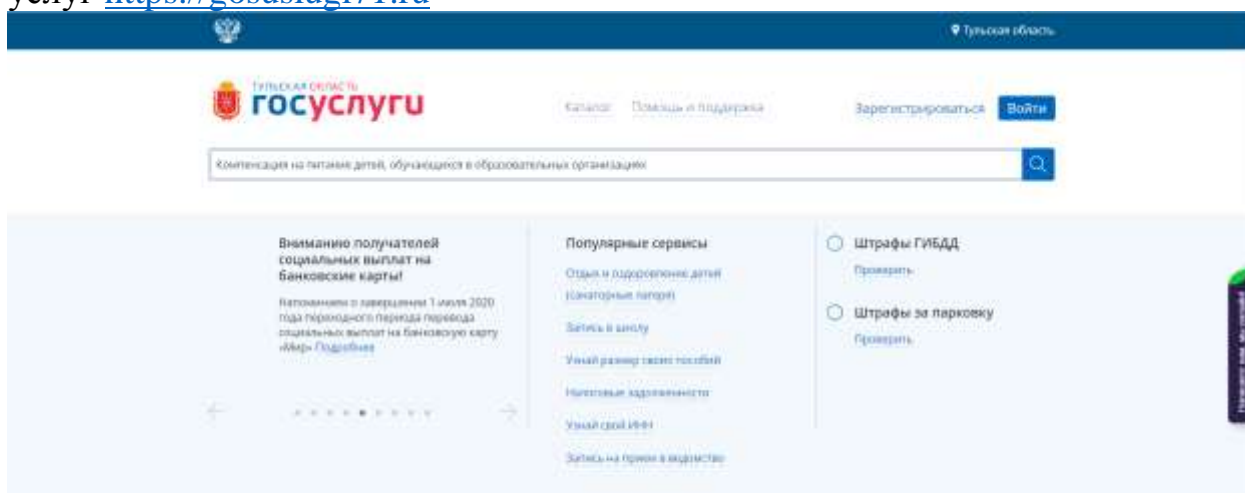 услуг https://gosuslugi71.ru
Тульская область
ТУЛЬСКАЯ ОБЛАСТЬ
госуслуги
Каталог Помощь и поддержка
Зарегистрироваться Войти
Компенсация на питание детей, обучающихся в образовательных организациях
Вниманию получателей
социальных выплат на
банковские карты!
Напоминаем о завершении 1 июля 2020
года переходного периода перевода
социальных выплат на банковскую карту
«Мир» Подробнее
Популярные сервисы
Отдых и оздоровление детей
(санаторные лагеря)
Запись в школу
Узнай размер своих пособий
Налоговые задолженности
Узнай свой ИНН
Запись на прием в ведомство
Штрафы ГИБДД
Проверить
Штрафы за парковку
Проверить